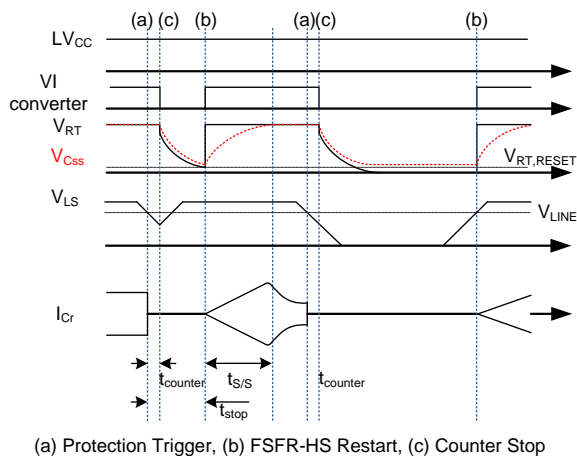 (a) (c) (b) (a) (c) (b)
LVCC
VI
converter
VRT
VCss
VRT,RESET
VLS
VLINE
ICr
tcounter tS/S tcounter
tstop
(a) Protection Trigger, (b) FSFR-HS Restart, (c) Counter Stop